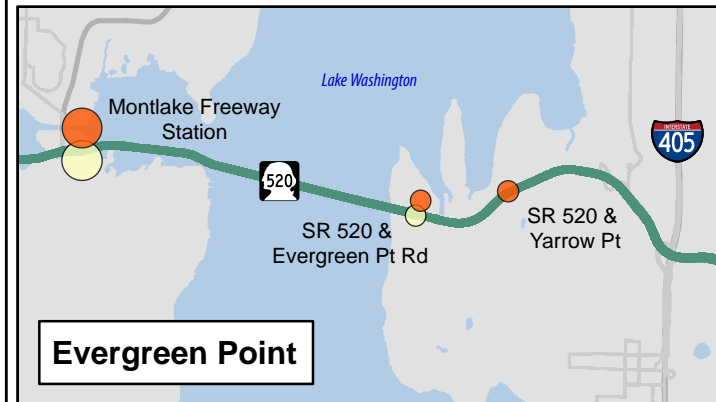 Lake Washington
Montlake Freeway
Station
INTERSTATE
405
520
SR 520 &
Evergreen Pt Rd
SR 520 &
Yarrow Pt
Evergreen Point